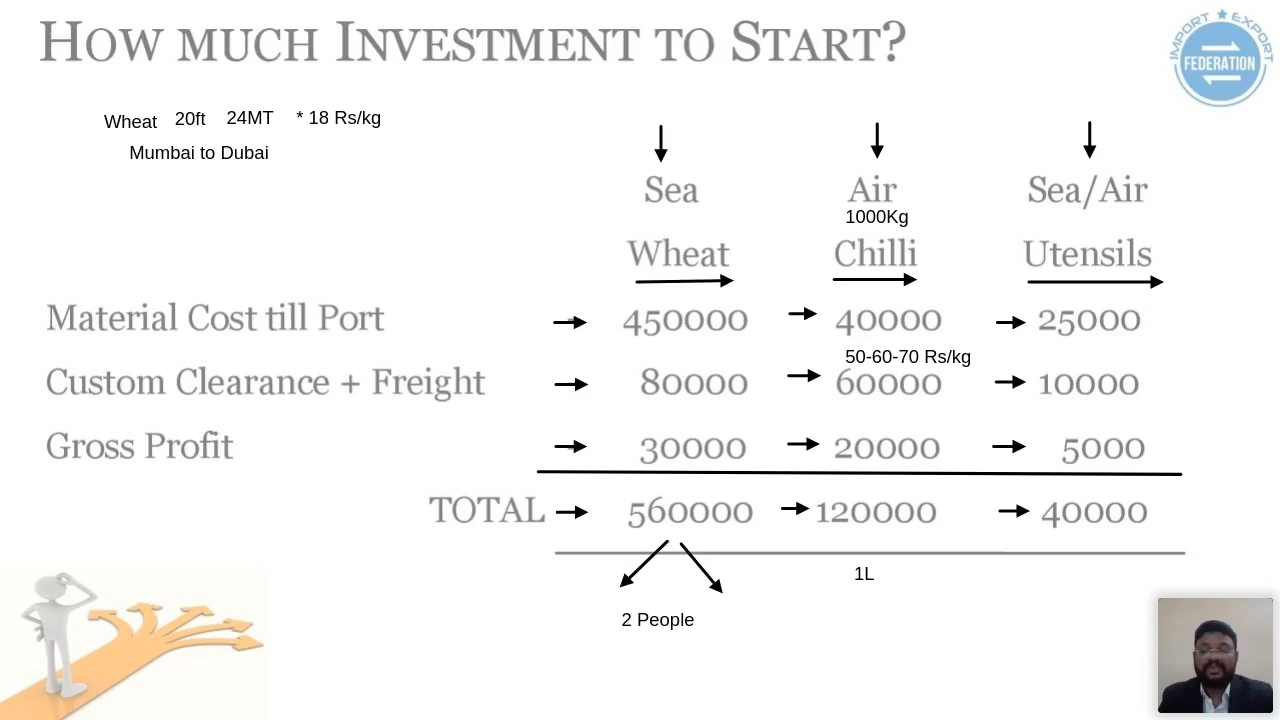 HOW MUCH INVESTMENT TO START?
IMPORT ★ EXPORT
FEDERATION
Wheat 20ft 24MT * 18 Rs/kg
Mumbai to Dubai
Sea Air Sea/Air
1000Kg
Wheat Chilli Utensils
Material Cost till Port 450000 40000 25000
50-60-70 Rs/kg
Custom Clearance + Freight 80000 60000 10000
Gross Profit 30000 20000 5000
TOTAL 560000 120000 40000
1L
2 People